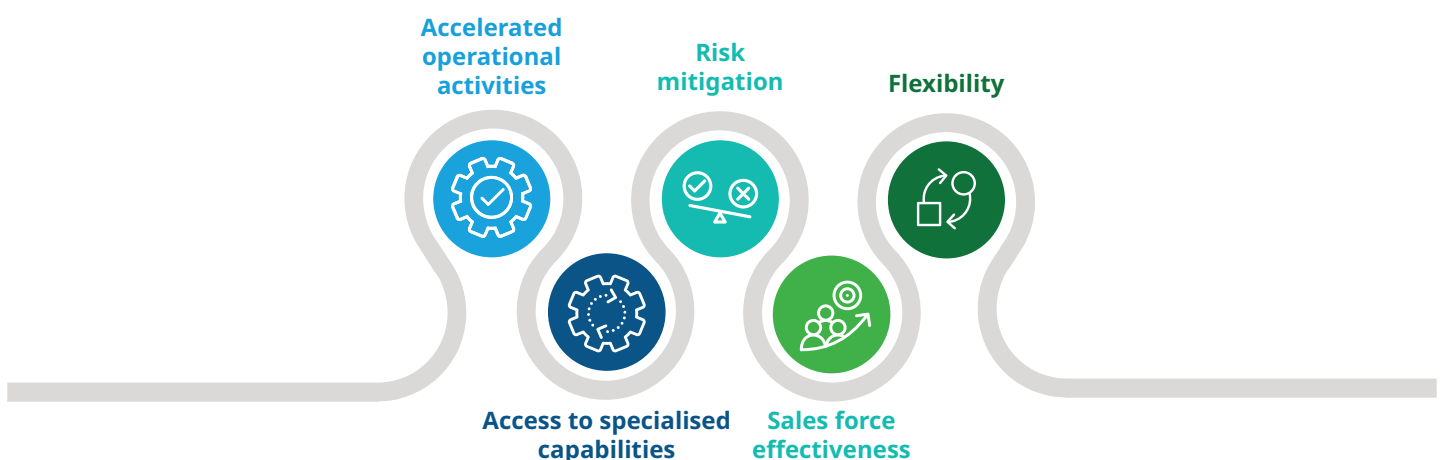 Accelerated
operational
activities
Risk
mitigation
Flexibility
Access to specialised
capabilities
Sales force
effectiveness